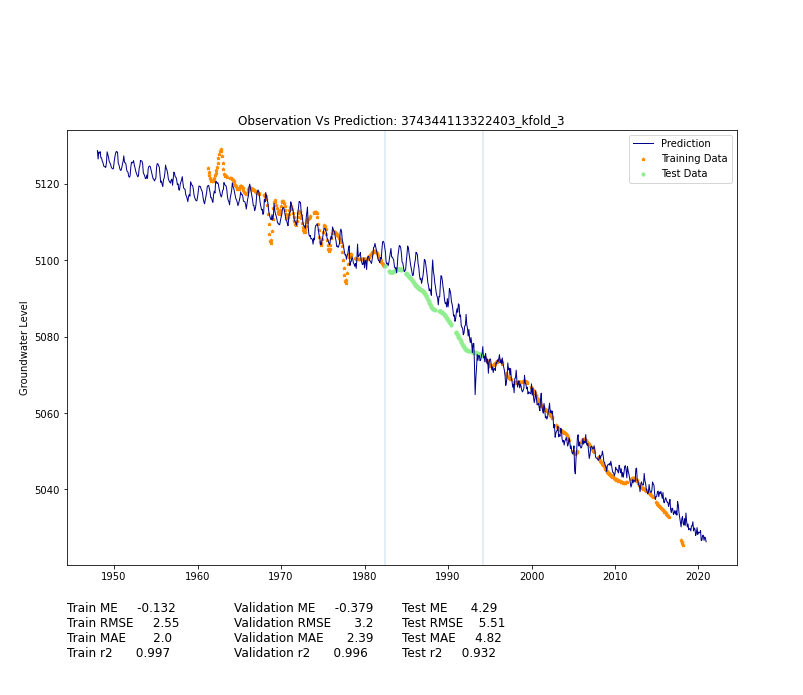 Observation Vs Prediction: 374344113322403_kfold_3
Prediction
Training Data
Test Data
Groundwater Level
5120
5100
5080
5060
5040
1950 1960 1970 1980 1990 2000 2010 2020
Train ME -0.132 Validation ME -0.379 Test ME 4.29
Train RMSE 2.55 Validation RMSE 3.2 Test RMSE 5.51
Train MAE 2.0 Validation MAE 2.39 Test MAE 4.82
Train r2 0.997 Validation r2 0.996 Test r2 0.932